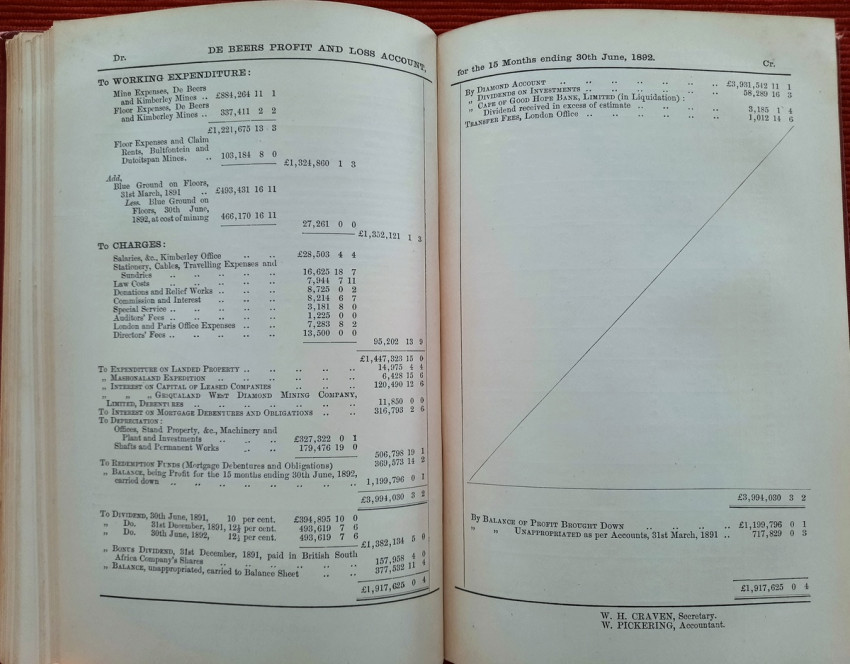 DE BEERS PROFIT AND LOSS ACCOUNT,
Dr.
To WORKING EXPENDITURE:
Mine Expenses, De Beers
and Kimberley Mines .. £884,264 11 1
Floor Expenses, De Beers
and Kimberley Mines .. 337,411 2 2
£1,221,675 13 3
Floor Expenses and Claim
Rents, Bultfontein and
Dutoitspan Mines. .. 103,184 8 0
£1,324,860 1 3
Add,
Blue Ground on Floors,
31st March, 1891 .. £493,431 16 11
Less. Blue Ground on
Floors, 30th June,
1892, at cost of mining 466,170 16 11
27,261 0 0
£1,352,121 1 3
To CHARGES:
Salaries, &c., Kimberley Office .. .. £28,503 4 4
Stationery, Cables, Travelling Expenses and
Sundries .. .. .. .. .. 16,625 18 7
Law Costs .. .. .. .. .. 7,944 7 11
Donations and Relief Works .. .. .. 8,725 0 2
Commission and Interest .. .. .. 8,214 6 7
Special Service .. .. .. .. .. 3,181 8 0
Auditors' Fees .. .. .. .. .. 1,225 0 0
London and Paris Office Expenses .. .. 7,283 8 2
Directors' Fees .. .. .. .. .. 13,500 0 0
95,202 13 9
£1,447,323 15 0
To EXPENDITURE ON LANDED PROPERTY .. .. .. .. .. 14,975 4 4
„ MASHONALAND EXPEDITION .. .. .. .. .. 6,428 15 6
„ INTEREST ON CAPITAL OF LEASED COMPANIES .. .. .. 120,490 12 6
„ „ „ GRIQUALAND WEST DIAMOND MINING COMPANY,
LIMITED, DEBENTURES .. .. .. .. .. 11,850 0 0
To INTEREST ON MORTGAGE DEBENTURES AND OBLIGATIONS .. .. 316,793 2 6
To DEPRECIATION:
Offices, Stand Property, &c., Machinery and
Plant and Investments .. .. .. £327,322 0 1
Shafts and Permanent Works .. .. 179,476 19 0
506,798 19 1
To REDEMPTION FUNDS (Mortgage Debentures and Obligations) 369,573 14 2
„ BALANCE, being Profit for the 15 months ending 30th June, 1892,
carried down .. .. .. .. .. .. .. 1,199,796 0 1
£3,994,030 3 2
To DIVIDEND, 30th June, 1891, 10 per cent. £394,895 10 0
„ Do. 31st December, 1891, 12½ per cent. 493,619 7 6
„ Do. 30th June, 1892, 12½ per cent. 493,619 7 6
£1,382,134 5 0
„ BONUS DIVIDEND, 31st December, 1891, paid in British South
Africa Company's Shares .. .. .. .. 157,958 4 0
„ BALANCE, unappropriated, carried to Balance Sheet .. .. 377,532 11 4
£1,917,625 0 4
for the 15 Months ending 30th June, 1892.
Cr.
By DIAMOND ACCOUNT .. .. .. .. .. .. .. £3,931,542 11 1
„ DIVIDENDS ON INVESTMENTS .. .. .. .. .. .. 58,289 16 3
„ CAPE OF GOOD HOPE BANK, LIMITED (in Liquidation):
Dividend received in excess of estimate .. .. .. .. 3,185 1 4
TRANSFER FEES, London Office .. .. .. .. .. .. 1,012 14 6
£3,994,030 3 2
By BALANCE OF PROFIT BROUGHT DOWN .. .. .. .. £1,199,796 0 1
„ „ UNAPPROPRIATED as per Accounts, 31st March, 1891 .. 717,829 0 3
£1,917,625 0 4
W. H. CRAVEN, Secretary.
W. PICKERING, Accountant.